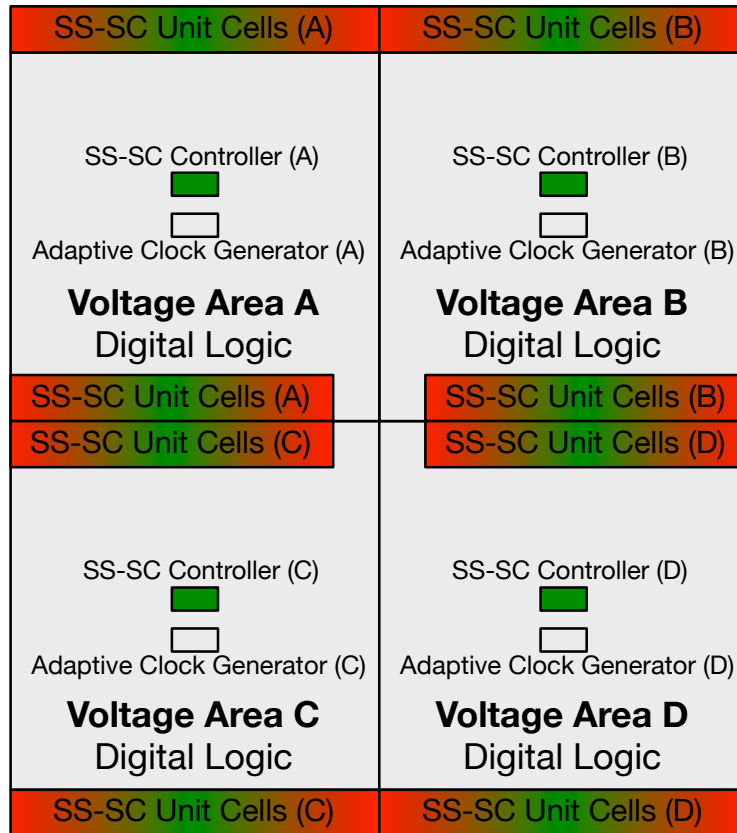 SS-SC Unit Cells (A)
SS-SC Unit Cells (B)
SS-SC Controller (A)
Adaptive Clock Generator (A)
Voltage Area A
Digital Logic
SS-SC Controller (B)
Adaptive Clock Generator (B)
Voltage Area B
Digital Logic
SS-SC Unit Cells (A)
SS-SC Unit Cells (B)
SS-SC Unit Cells (C)
SS-SC Unit Cells (D)
SS-SC Controller (C)
Adaptive Clock Generator (C)
Voltage Area C
Digital Logic
SS-SC Controller (D)
Adaptive Clock Generator (D)
Voltage Area D
Digital Logic
SS-SC Unit Cells (C)
SS-SC Unit Cells (D)